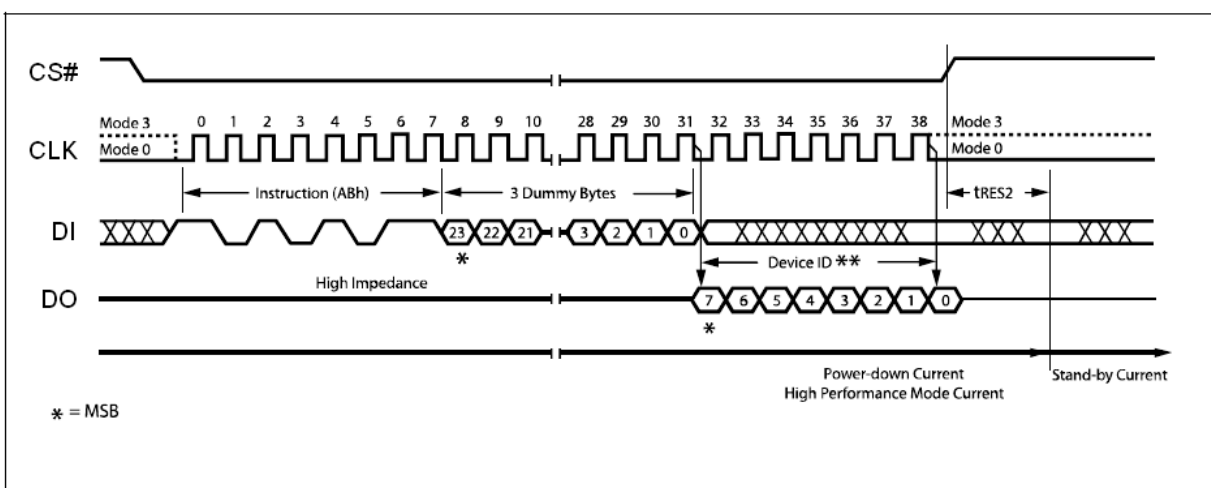 CS#
Mode 3
Mode 0
CLK
0 1 2 3 4 5 6 7 8 9 10 28 29 30 31 32 33 34 35 36 37 38
Mode 3
Mode 0
Instruction (ABh)
3 Dummy Bytes
tRES2
DI
23 22 21 3 2 1 0
*
Device ID **
High Impedance
DO
7 6 5 4 3 2 1 0
*
Power-down Current
High Performance Mode Current
Stand-by Current
* = MSB